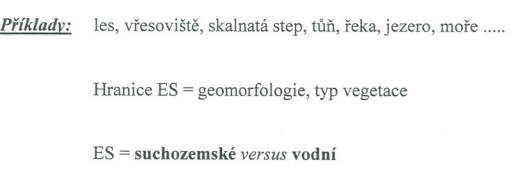 Příklady: les, vřesoviště, skalnatá step, tůň, řeka, jezero, moře .....
Hranice ES = geomorfologie, typ vegetace
ES = suchozemské versus vodní